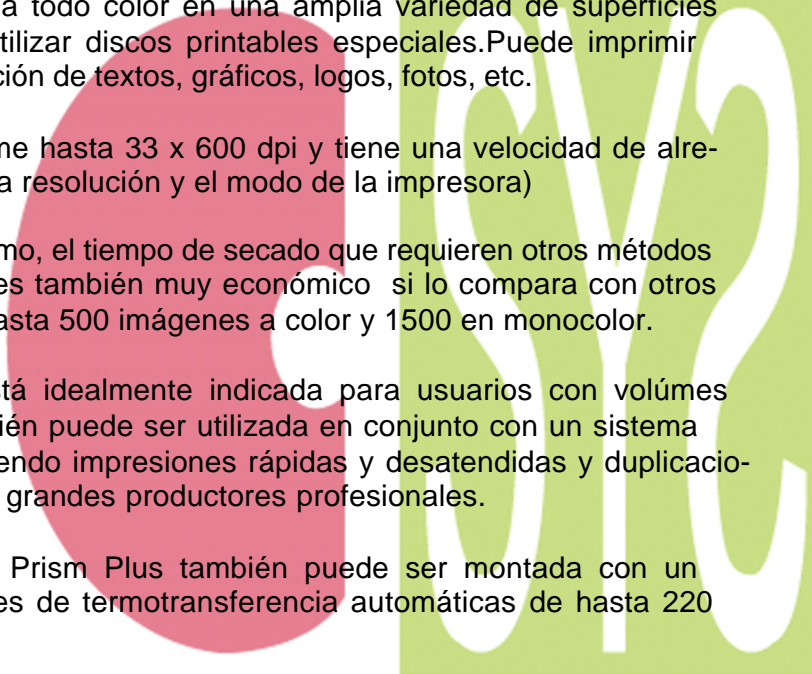 a todo color en una amplia variedad de superficies
tilizar discos printables especiales.Puede imprimir
ción de textos, gráficos, logos, fotos, etc.
me hasta 33 x 600 dpi y tiene una velocidad de alre-
a resolución y el modo de la impresora)
mo, el tiempo de secado que requieren otros métodos
es también muy económico si lo compara con otros
asta 500 imágenes a color y 1500 en monocolor.
stá idealmente indicada para usuarios con volúmes
bién puede ser utilizada en conjunto con un sistema
endo impresiones rápidas y desatendidas y duplicacio-
grandes productores profesionales.
Prism Plus también puede ser montada con un
es de termotransferencia automáticas de hasta 220
SYS